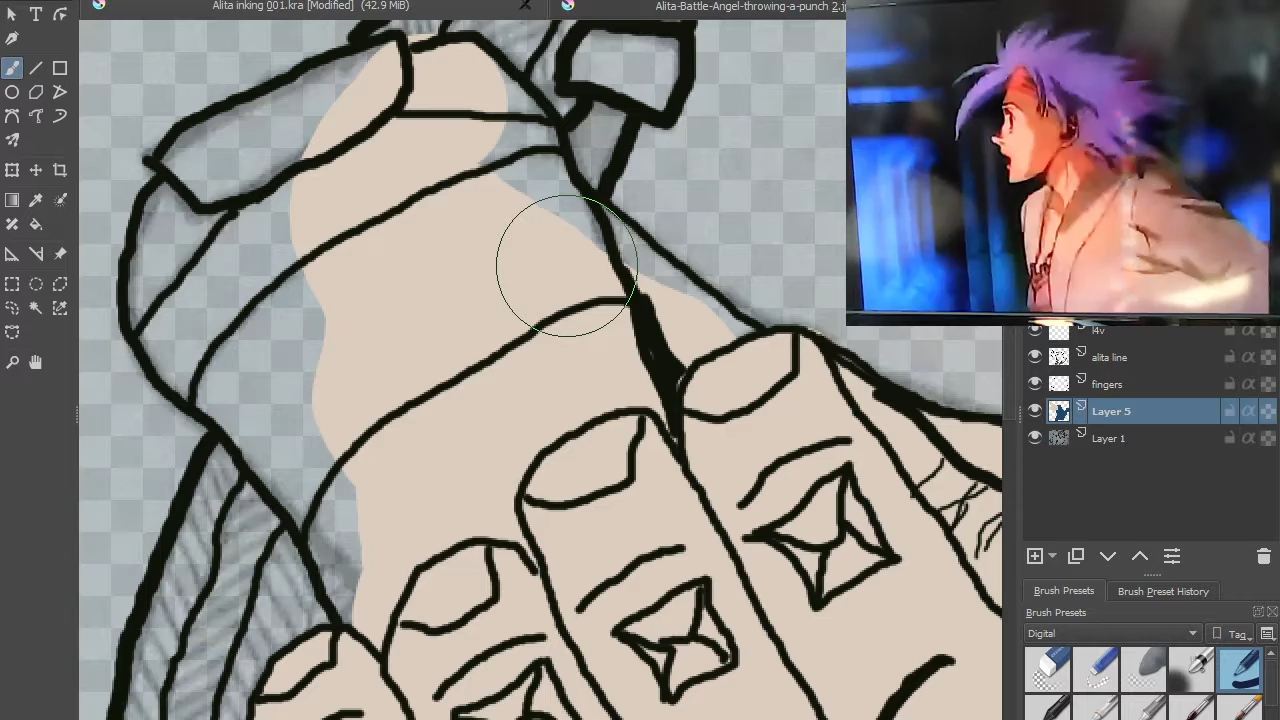 Alita inking 001.kra [Modified] (42.9 MiB)
Alita-Battle-Angel-throwing-a-punch 2.j
l4v
alita line
fingers
Layer 5
Layer 1
Brush Presets
Brush Preset History
Brush Presets
Digital
Tag